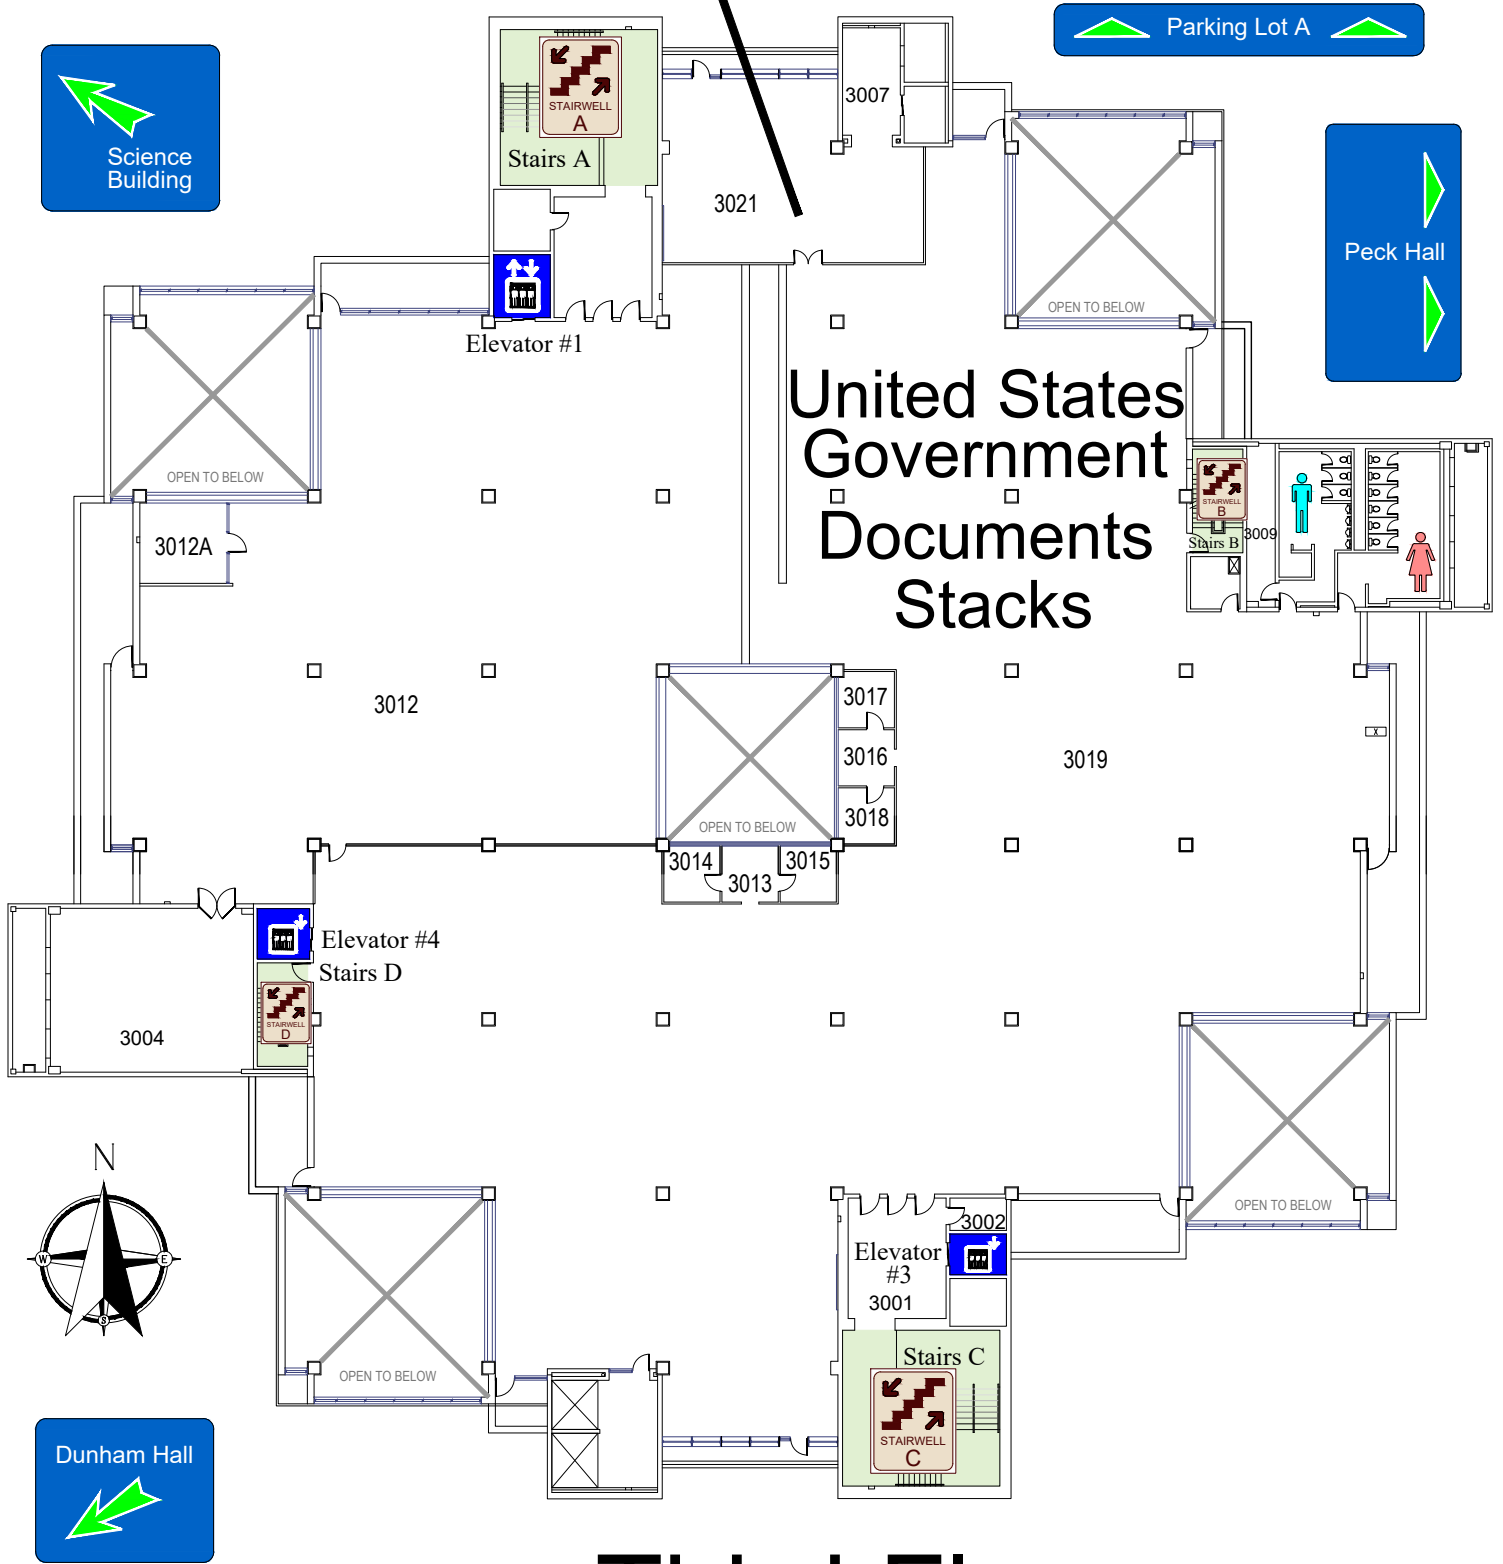 Parking Lot A
Science
Building
STAIRWELL
A
Stairs A
3007
3021
Peck Hall
OPEN TO BELOW
Elevator #1
United States
Government
Documents
Stacks
OPEN TO BELOW
3012A
STAIRWELL
B
Stairs B
3009
3012
3017
3016
3018
3019
X
OPEN TO BELOW
3014
3015
3013
Elevator #4
Stairs D
STAIRWELL
D
3004
N
W
E
S
OPEN TO BELOW
3002
Elevator
#3
3001
OPEN TO BELOW
Stairs C
STAIRWELL
C
Dunham Hall